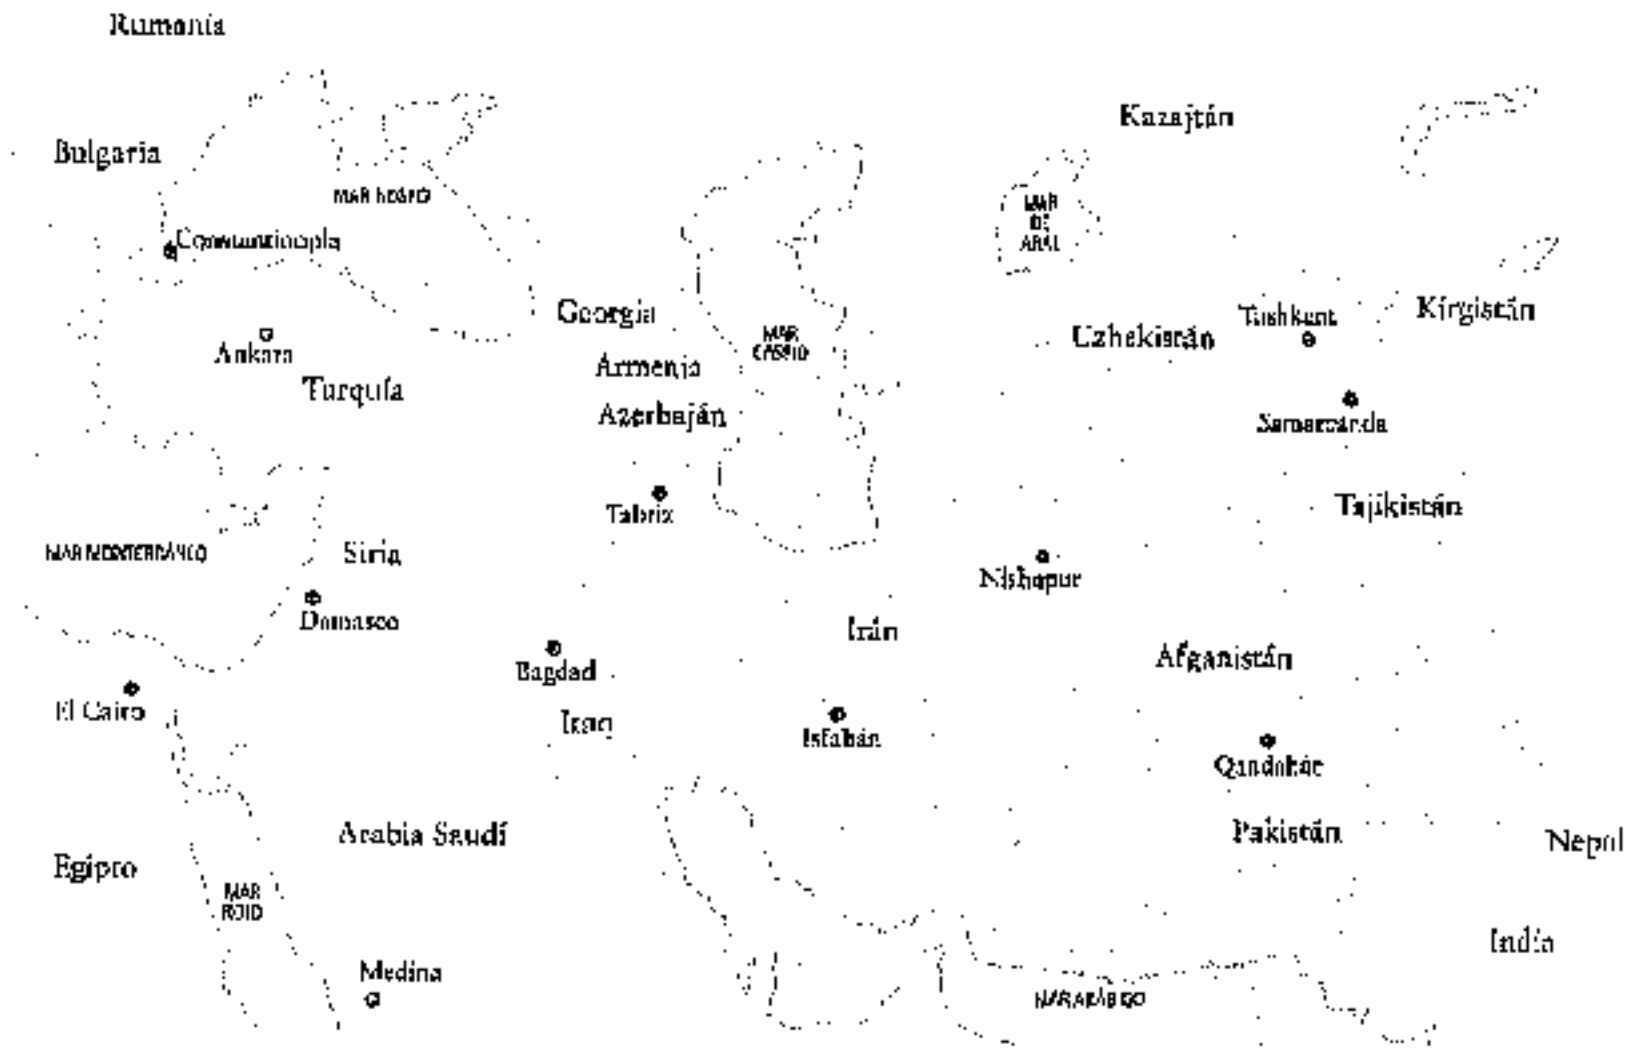 Rumanía
Kazajtán
Bulgaria
MAR NEGRO
MAR
DE
ARAL
Constantinopla
Georgia
Tashkent
Kirgistán
Uzbekistán
MAR
CASPIO
Ankara
Armenia
Turquía
Azerbaján
Samarcanda
Tabriz
Tajikistán
MAR MEDITERRÁNEO
Siria
Nishapur
Damasco
Irán
Bagdad
Afganistán
El Cairo
Iraq
Isfahán
Qandahár
Arabia Saudí
Pakistán
Nepal
Egipto
MAR
ROJO
India
Medina
MAR ARÁBIGO